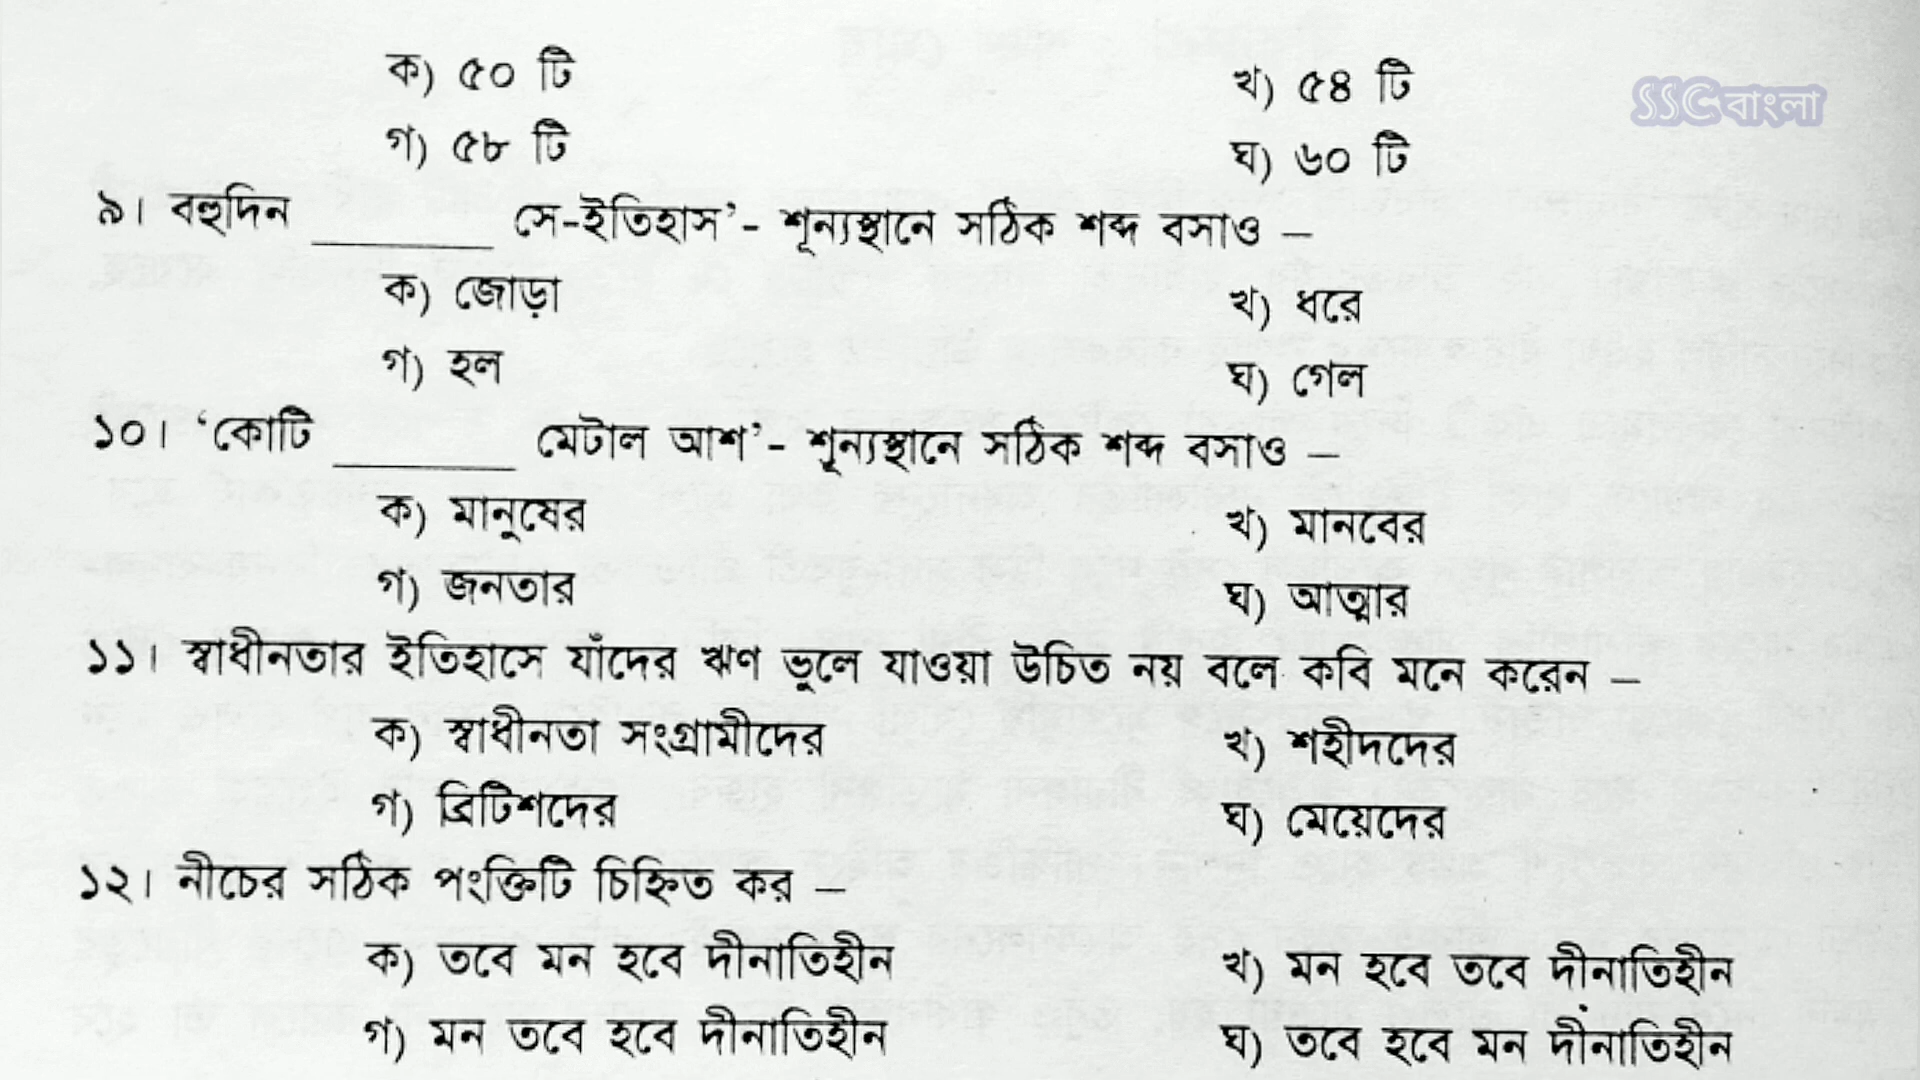 ক) ৫০ টি খ) ৫৪ টি
SSC বাংলা
গ) ৫৮ টি ঘ) ৬০ টি
৯। বহুদিন ________ সে-ইতিহাস’- শূন্যস্থানে সঠিক শব্দ বসাও –
ক) জোড়া খ) ধরে
গ) হল ঘ) গেল
১০। ‘কোটি ________ মেটাল আশ’- শূন্যস্থানে সঠিক শব্দ বসাও –
ক) মানুষের খ) মানবের
গ) জনতার ঘ) আত্মার
১১। স্বাধীনতার ইতিহাসে যাঁদের ঋণ ভুলে যাওয়া উচিত নয় বলে কবি মনে করেন –
ক) স্বাধীনতা সংগ্রামীদের খ) শহীদদের
গ) ব্রিটিশদের ঘ) মেয়েদের
১২। নীচের সঠিক পংক্তিটি চিহ্নিত কর –
ক) তবে মন হবে দীনাতিহীন খ) মন হবে তবে দীনাতিহীন
গ) মন তবে হবে দীনাতিহীন ঘ) তবে হবে মন দীনাতিহীন